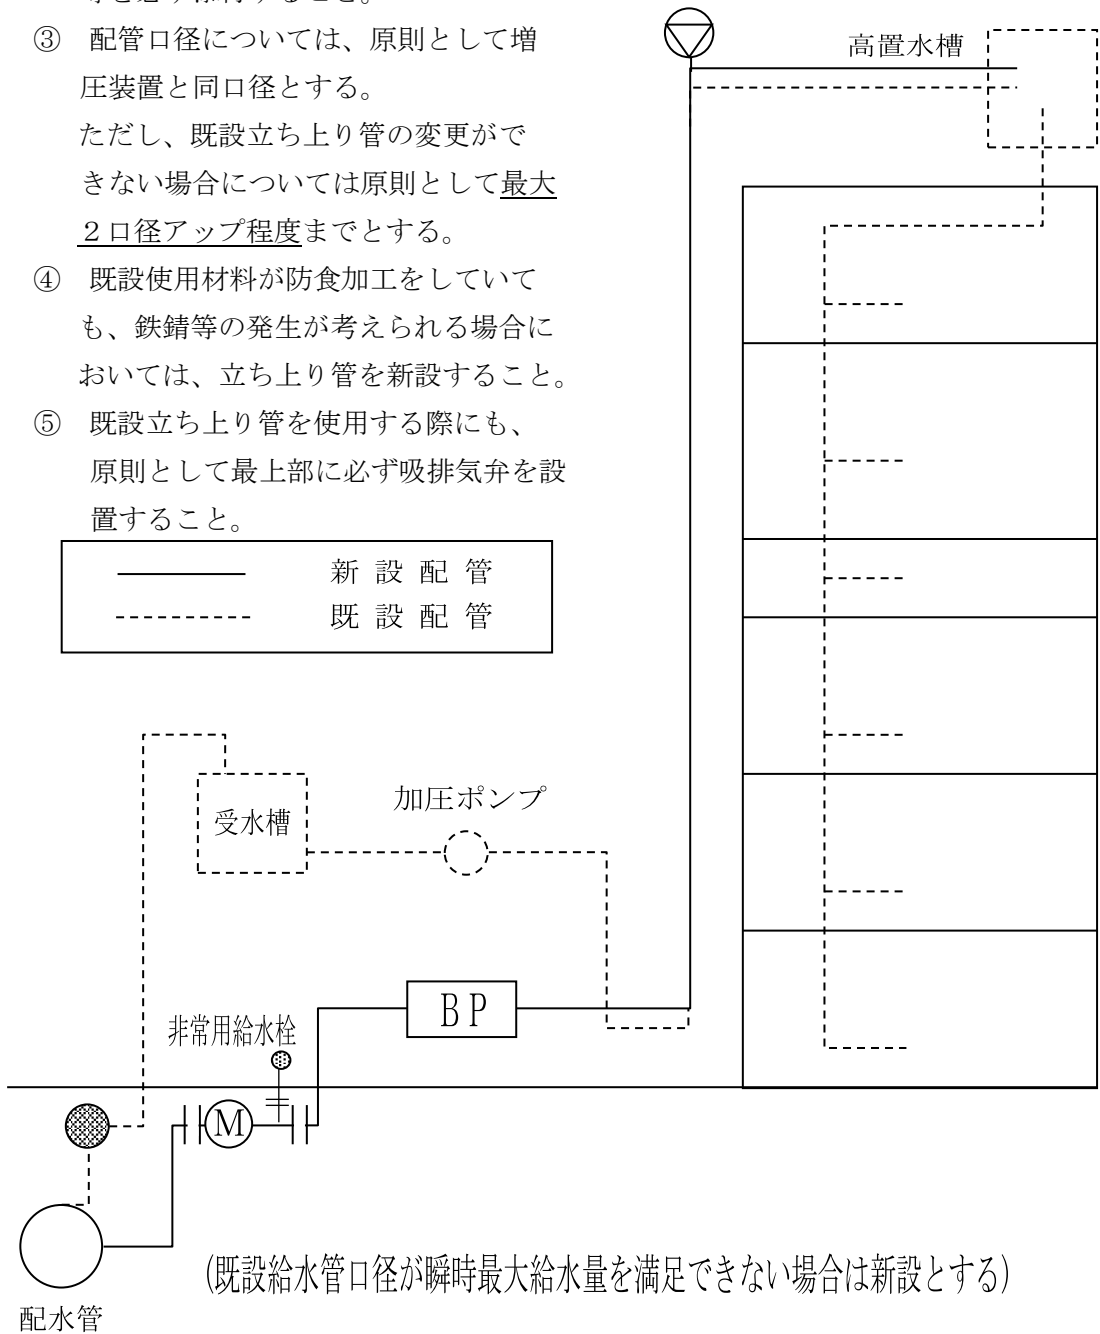 ③ 配管口径については、原則として増
圧装置と同口径とする。
ただし、既設立ち上り管の変更がで
きない場合については原則として最大
２口径アップ程度までとする。
④ 既設使用材料が防食加工をしていて
も、鉄錆等の発生が考えられる場合に
おいては、立ち上り管を新設すること。
⑤ 既設立ち上り管を使用する際にも、
原則として最上部に必ず吸排気弁を設
置すること。
新設配管
既設配管
高置水槽
受水槽
加圧ポンプ
BP
非常用給水栓
M
(既設給水管口径が瞬時最大給水量を満足できない場合は新設とする)
配水管